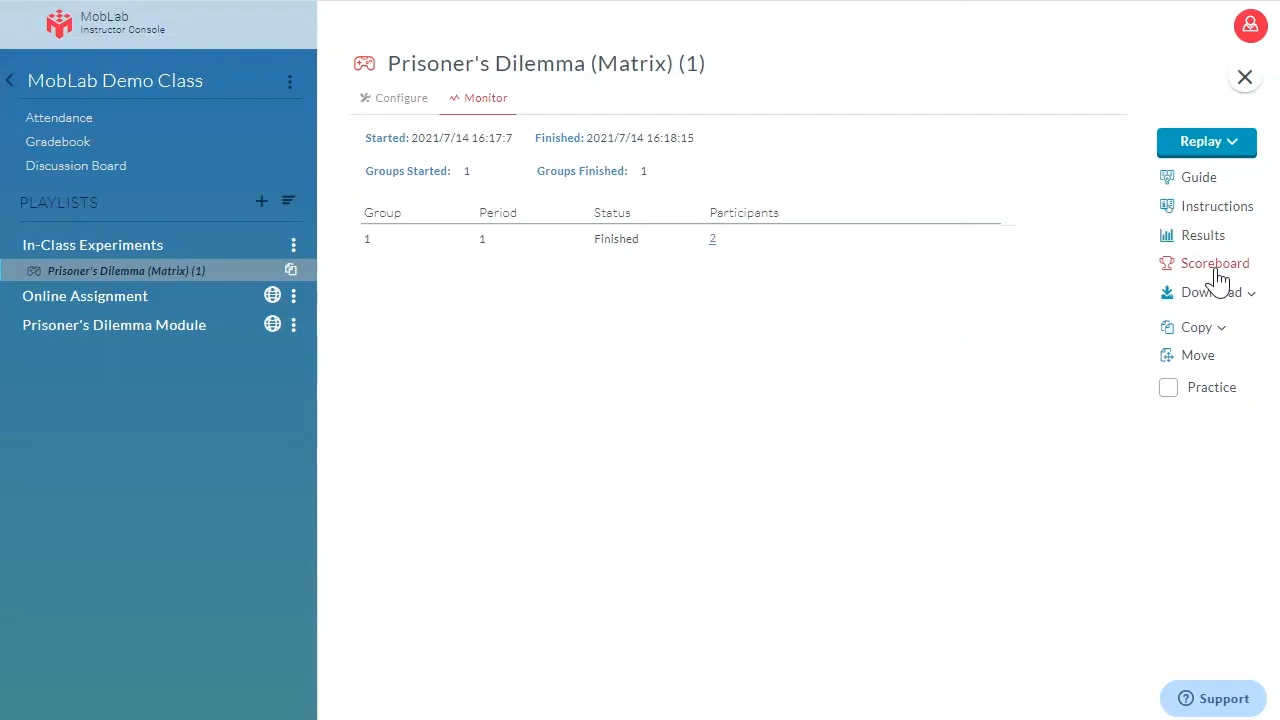 MobLab
Instructor Console
MobLab Demo Class
Attendance
Gradebook
Discussion Board
PLAYLISTS
In-Class Experiments
Prisoner's Dilemma (Matrix) (1)
Online Assignment
Prisoner's Dilemma Module
Prisoner's Dilemma (Matrix) (1)
Configure Monitor
Started: 2021/7/14 16:17:7 Finished: 2021/7/14 16:18:15
Groups Started: 1 Groups Finished: 1
Group Period Status Participants
1 1 Finished 2
Replay
Guide
Instructions
Results
Scoreboard
Download
Copy
Move
Practice
Support